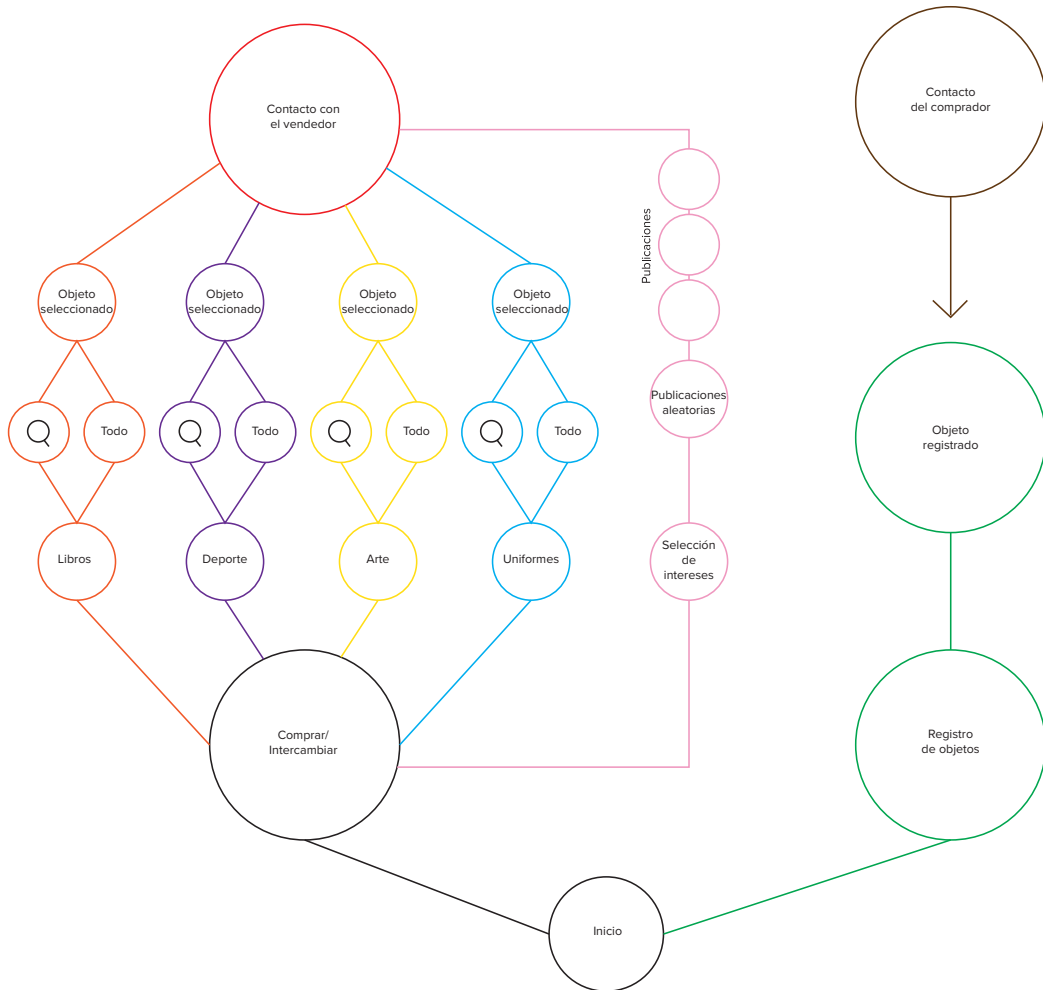 Contacto con
el vendedor
Contacto
del comprador
Publicaciones
Objeto
seleccionado
Objeto
seleccionado
Objeto
seleccionado
Objeto
seleccionado
Publicaciones
aleatorias
Todo
Todo
Todo
Todo
Objeto
registrado
Libros
Deporte
Arte
Uniformes
Selección
de
intereses
Comprar/
Intercambiar
Registro
de objetos
Inicio